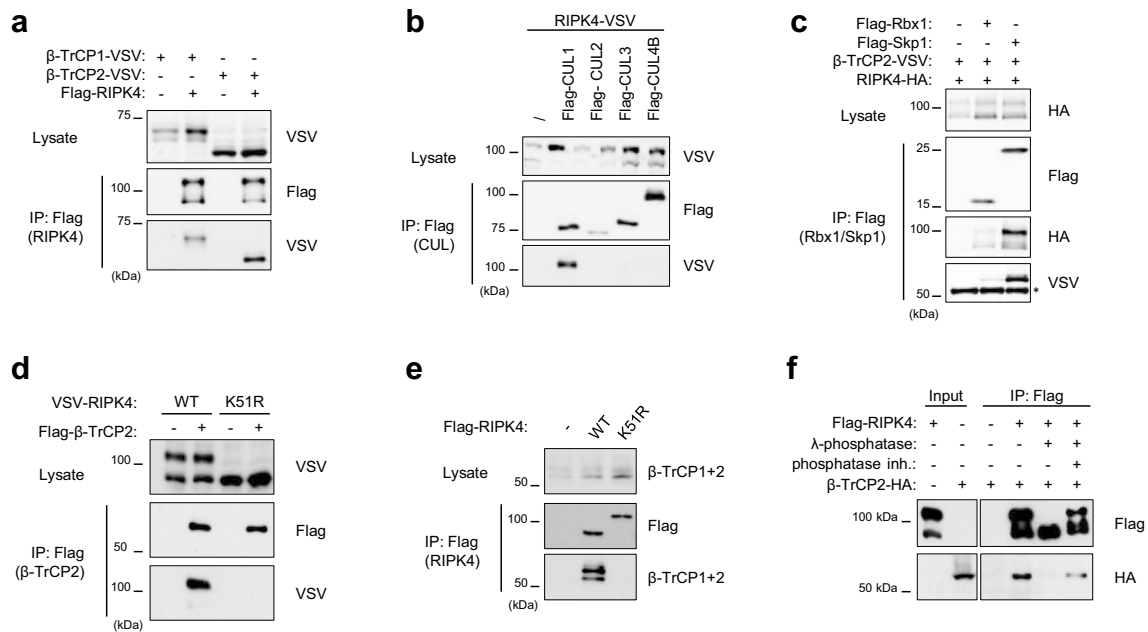 a
β-TrCP1-VSV: + + - -
β-TrCP2-VSV: - - + +
Flag-RIPK4: - + - +
75
Lysate
VSV
100
Flag
IP: Flag
(RIPK4)
75
VSV
(kDa)
b
RIPK4-VSV
/
Flag-CUL1
Flag- CUL2
Flag-CUL3
Flag-CUL4B
Lysate
100
VSV
100
Flag
IP: Flag
(CUL)
75
100
VSV
(kDa)
c
Flag-Rbx1: - + -
Flag-Skp1: - - +
β-TrCP2-VSV: + + +
RIPK4-HA: + + +
Lysate
100
HA
25
Flag
15
IP: Flag
(Rbx1/Skp1)
100
HA
VSV
50
*
(kDa)
d
VSV-RIPK4: WT K51R
Flag-β-TrCP2: - + - +
100
Lysate
VSV
Flag
IP: Flag
(β-TrCP2)
50
100
VSV
(kDa)
e
Flag-RIPK4: - WT K51R
Lysate
β-TrCP1+2
50
100
Flag
IP: Flag
(RIPK4)
50
β-TrCP1+2
(kDa)
f
Input IP: Flag
Flag-RIPK4: + - - + + +
λ-phosphatase: - - - - + +
phosphatase inh.: - - - - - +
β-TrCP2-HA: - + + + + +
100 kDa
Flag
50 kDa
HA